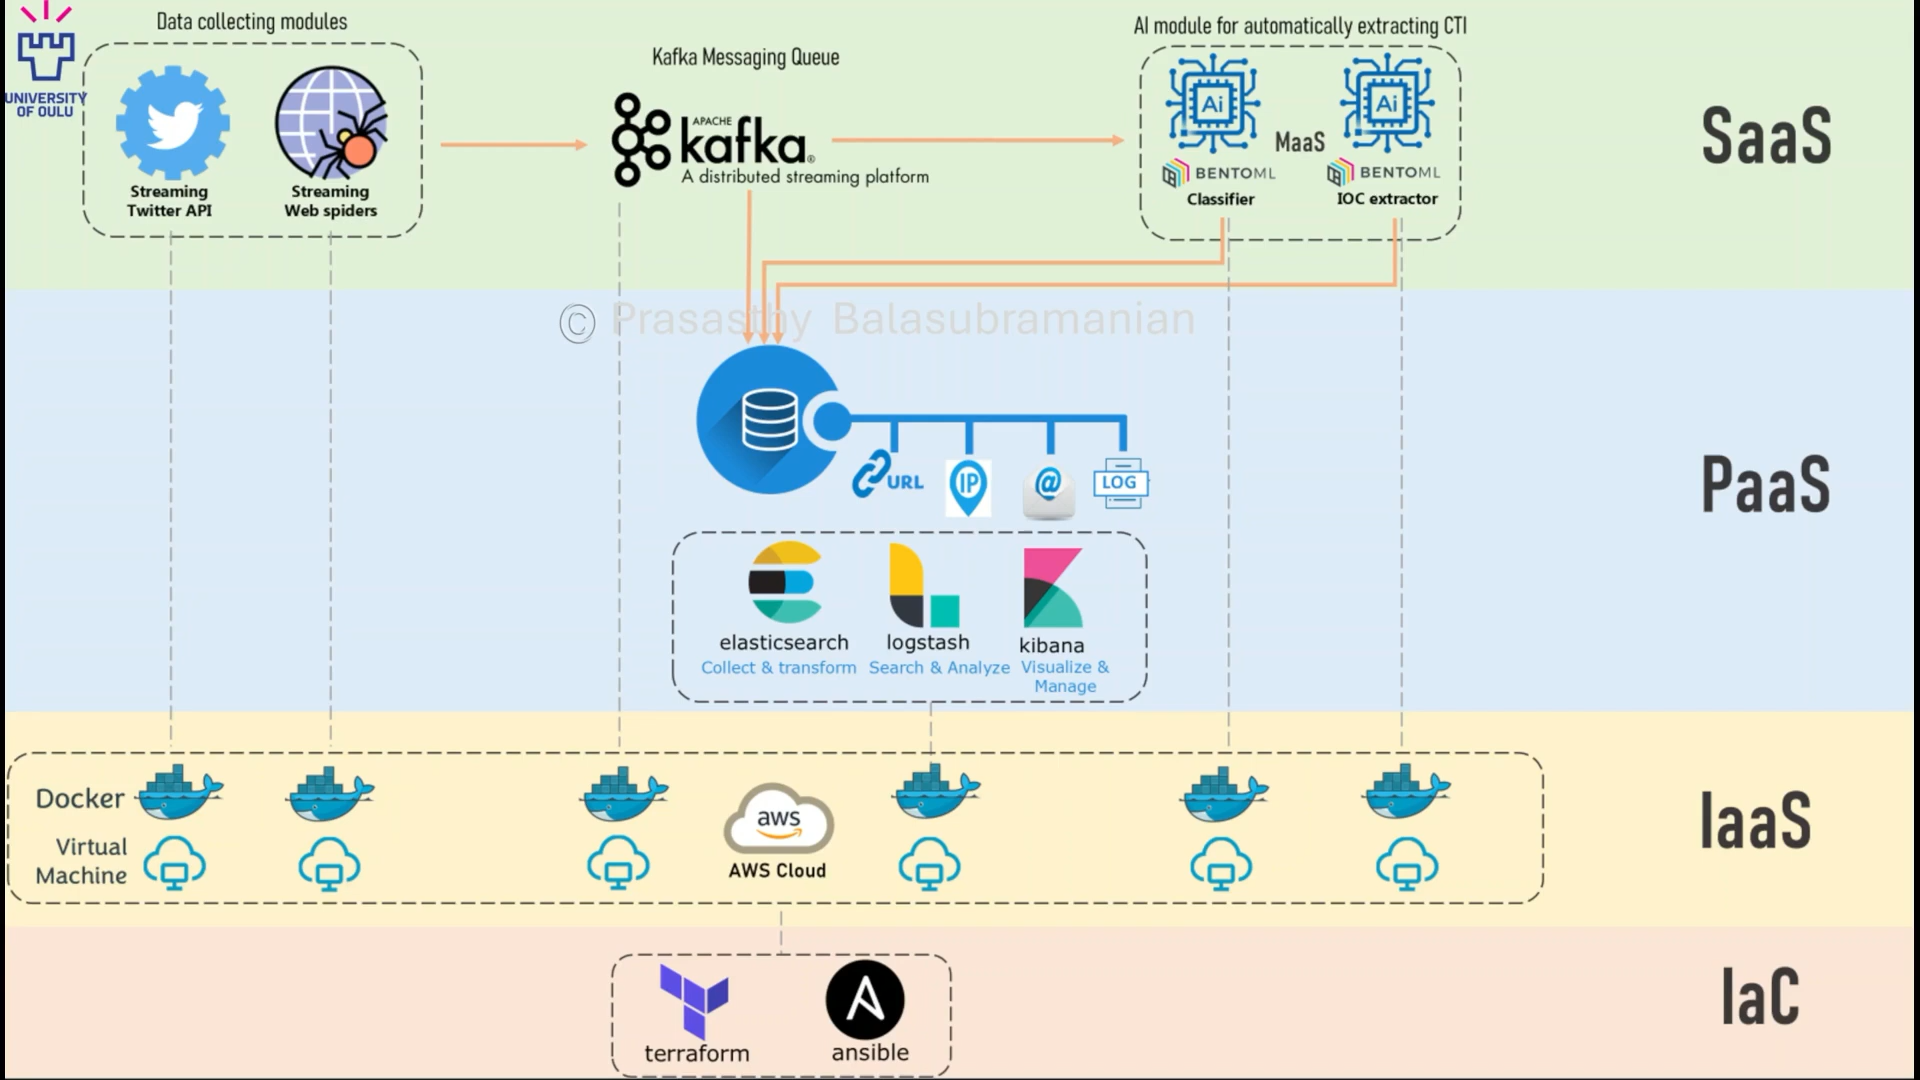 UNIVERSITY
OF OULU
Data collecting modules
Streaming
Twitter API
Streaming
Web spiders
Kafka Messaging Queue
APACHE
kafka®
A distributed streaming platform
AI module for automatically extracting CTI
Ai
Ai
MaaS
BENTOML
BENTOML
Classifier
IOC extractor
SaaS
© Prasasthy Balasubramanian
URL
IP
@
LOG
PaaS
elasticsearch
logstash
kibana
Collect & transform
Search & Analyze
Visualize &
Manage
Docker
Virtual
Machine
aws
AWS Cloud
IaaS
terraform
ansible
IaC